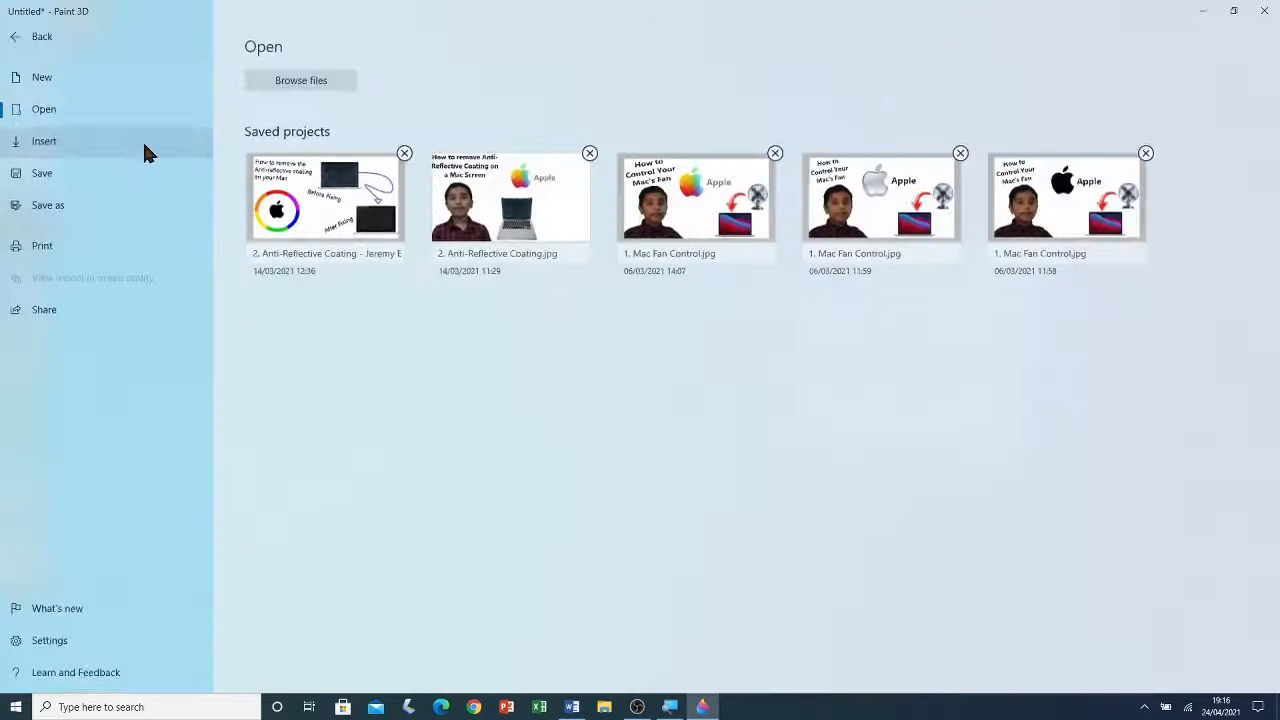 Untitled* - Paint 3D
Back
New
Open
Insert
Save
Save as
Print
View model in mixed reality
Share
What's new
Settings
Learn and Feedback
Open
Browse files
Saved projects
How to remove the
Anti-reflective coating
on your Mac
Before Fixing
After Fixing
2. Anti-Reflective Coating - Jeremy E
14/03/2021 12:36
How to remove Anti-
Reflective Coating on
a Mac Screen
Apple
2. Anti-Reflective Coating.jpg
14/03/2021 11:29
How to
Control Your
Mac's Fan
Apple
1. Mac Fan Control.jpg
06/03/2021 14:07
How to
Control Your
Mac's Fan
Apple
1. Mac Fan Control.jpg
06/03/2021 11:59
How to
Control Your
Mac's Fan
Apple
1. Mac Fan Control.jpg
06/03/2021 11:58
Type here to search
19:16
24/04/2021